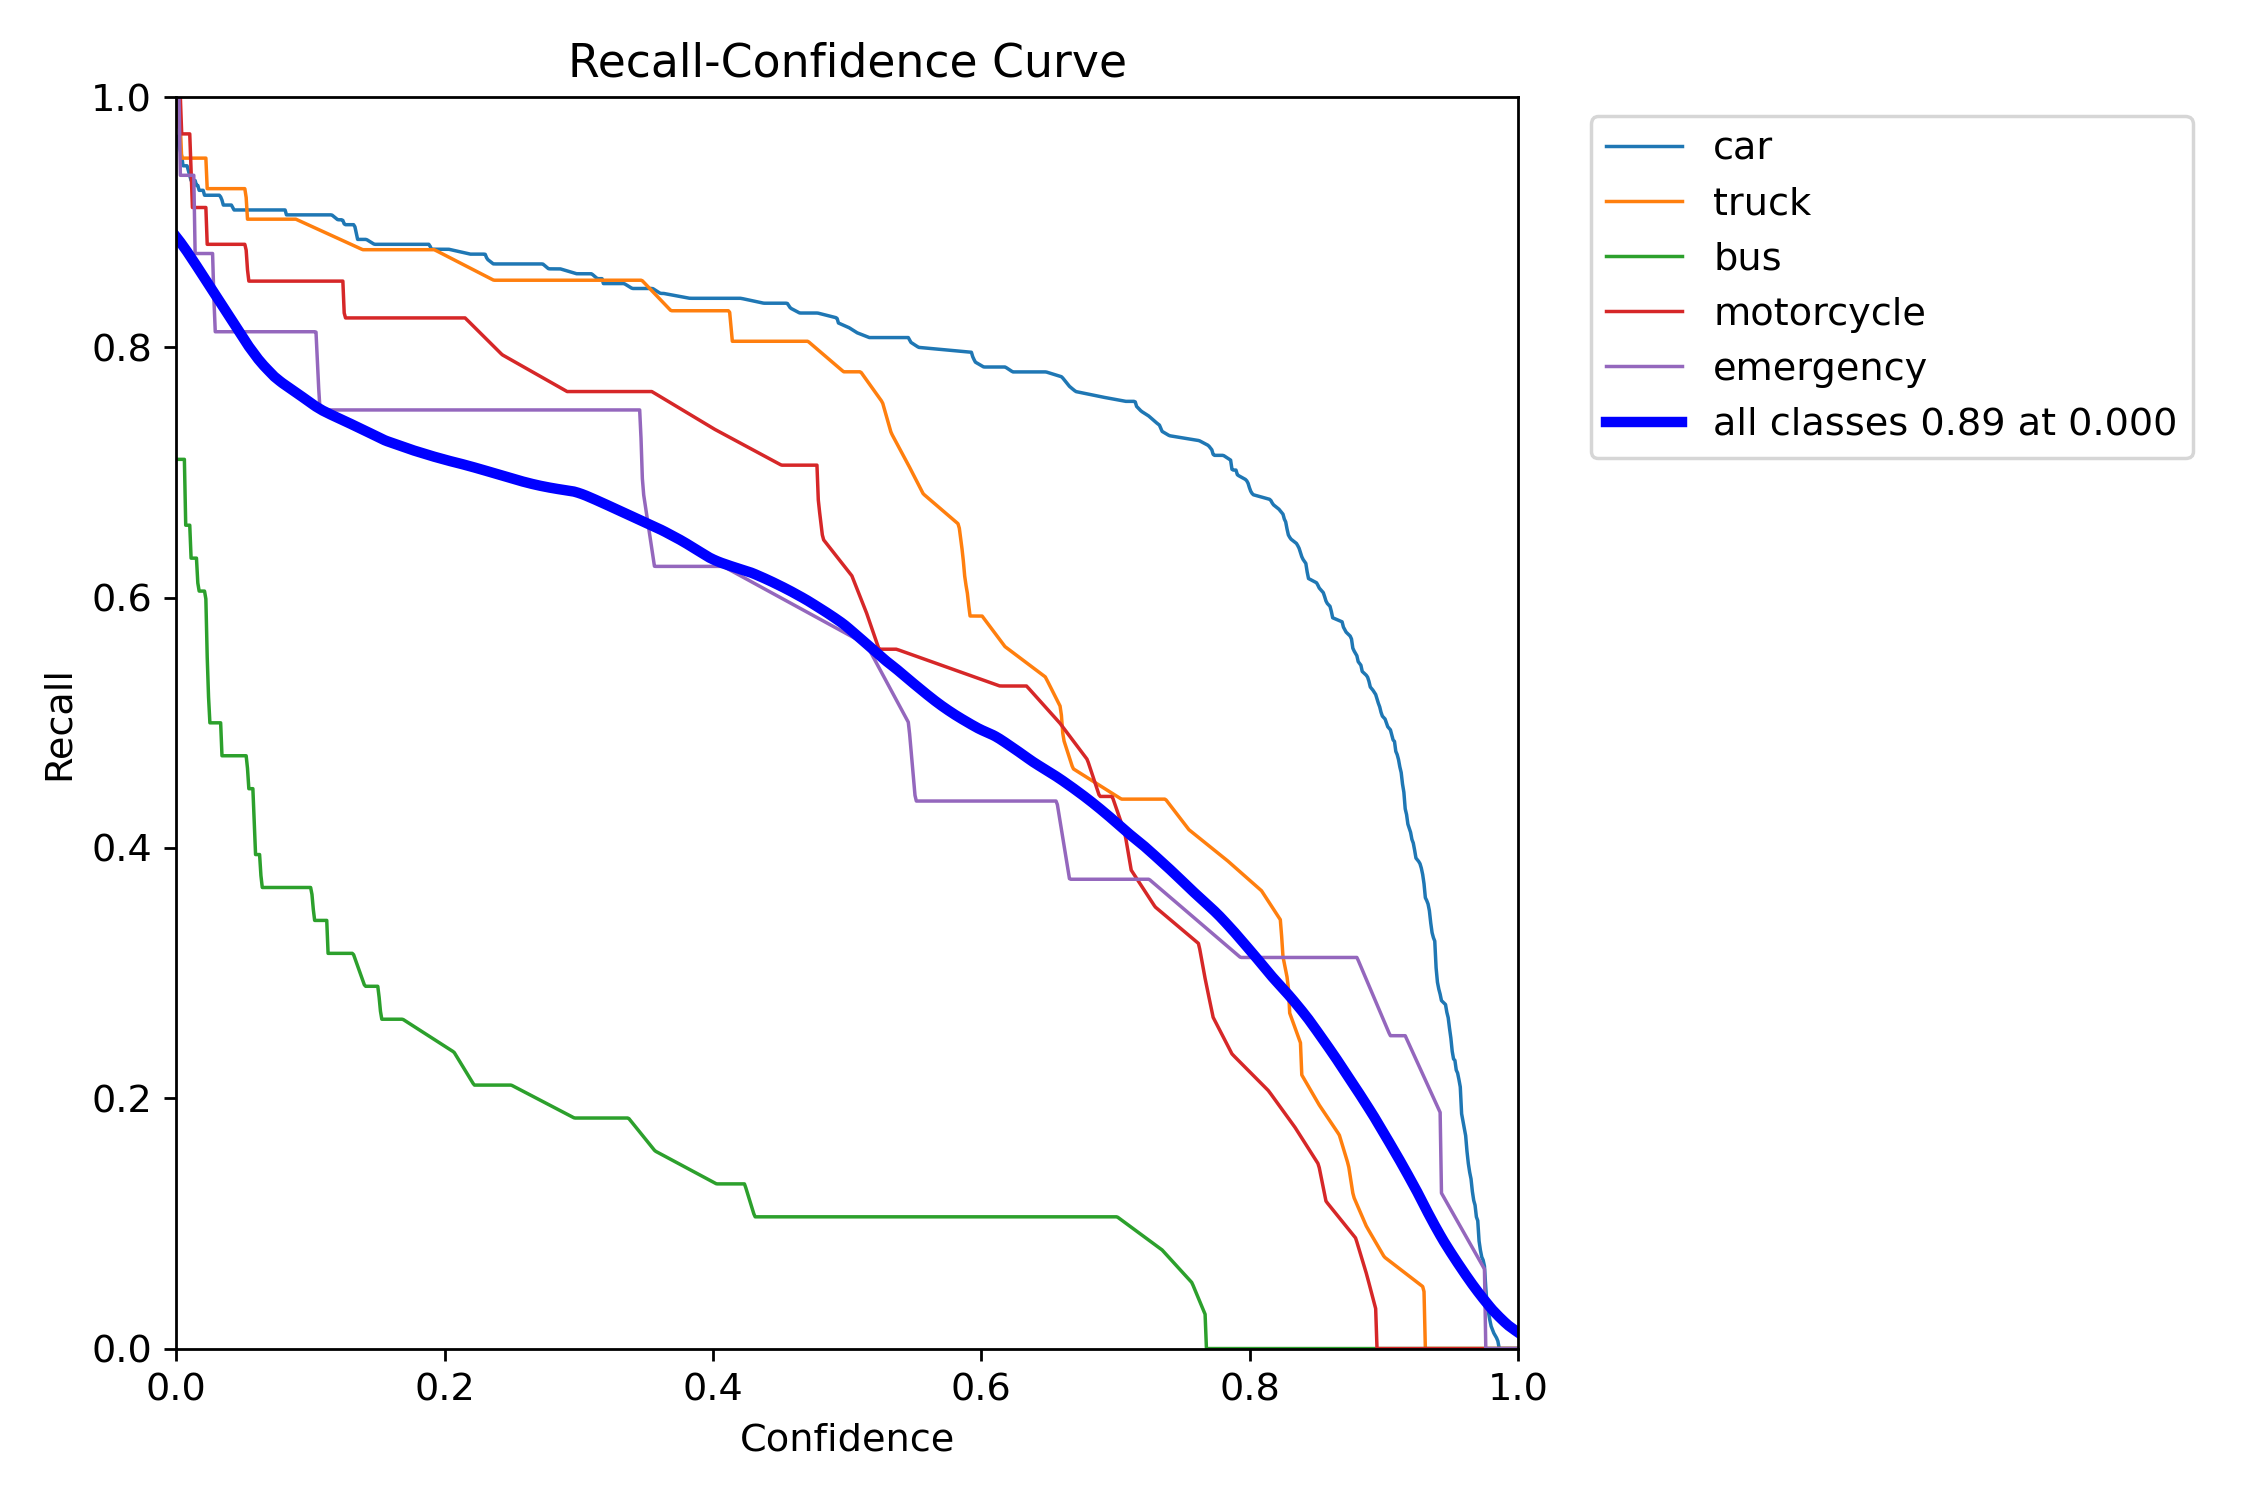 Recall-Confidence Curve
1.0
0.8
0.6
0.4
0.2
0.0
Recall
0.0 0.2 0.4 0.6 0.8 1.0
Confidence
car
truck
bus
motorcycle
emergency
all classes 0.89 at 0.000